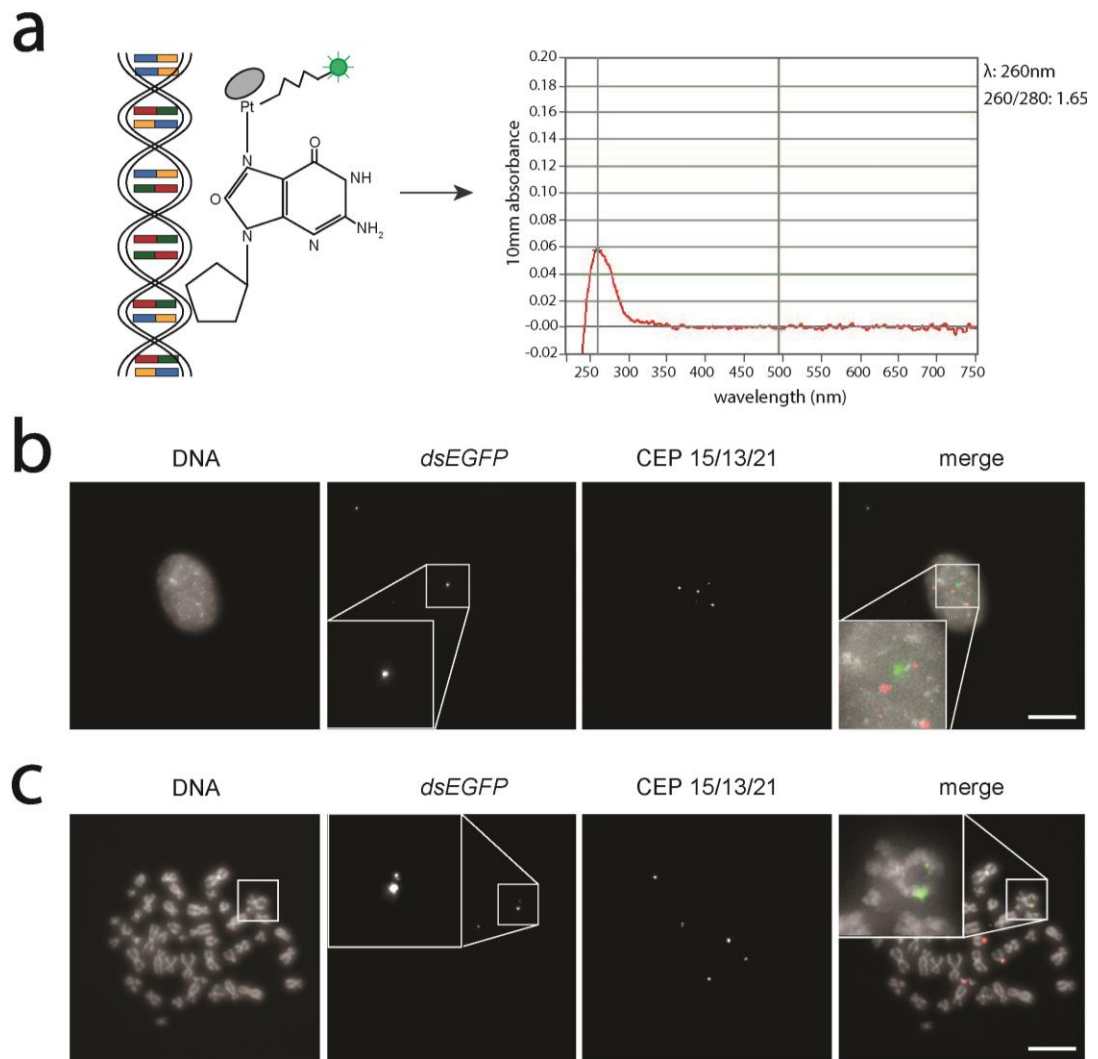 a
Pt
N
O
NH
O
N
N
NH₂
0.20
0.18
0.16
0.14
0.12
0.10
0.08
0.06
0.04
0.02
-0.00
-0.02
10mm absorbance
250 300 350 400 450 500 550 600 650 700 750
wavelength (nm)
λ: 260nm
260/280: 1.65
b
DNA dsEGFP CEP 15/13/21 merge
c
DNA dsEGFP CEP 15/13/21 merge